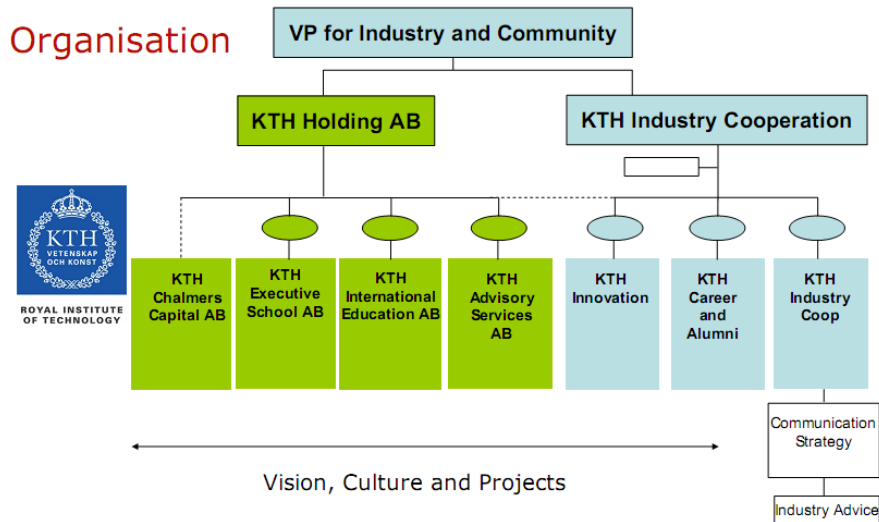 Organisation
VP for Industry and Community
KTH Holding AB
KTH Industry Cooperation
KTH
VETENSKAP
OCH KONST
ROYAL INSTITUTE
OF TECHNOLOGY
KTH
Chalmers
Capital AB
KTH
Executive
School AB
KTH
International
Education AB
KTH
Advisory
Services
AB
KTH
Innovation
KTH
Career
and
Alumni
KTH
Industry
Coop
Communication
Strategy
Industry Advice
Vision, Culture and Projects